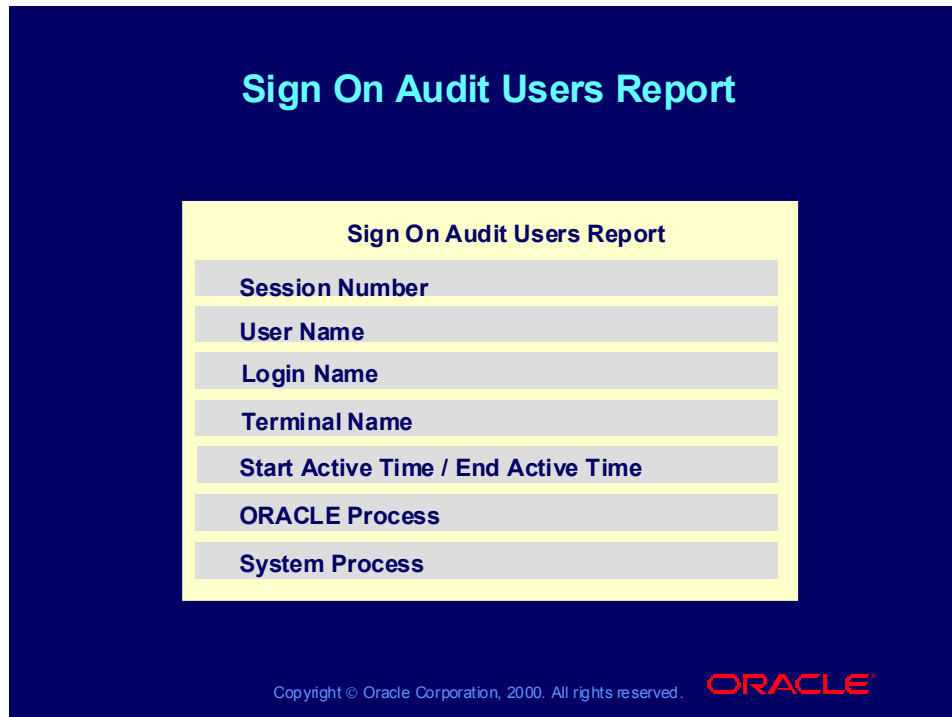 Sign On Audit Users Report
Sign On Audit Users Report
Session Number
User Name
Login Name
Terminal Name
Start Active Time / End Active Time
ORACLE Process
System Process
Copyright © Oracle Corporation, 2000. All rights reserved.
ORACLE®